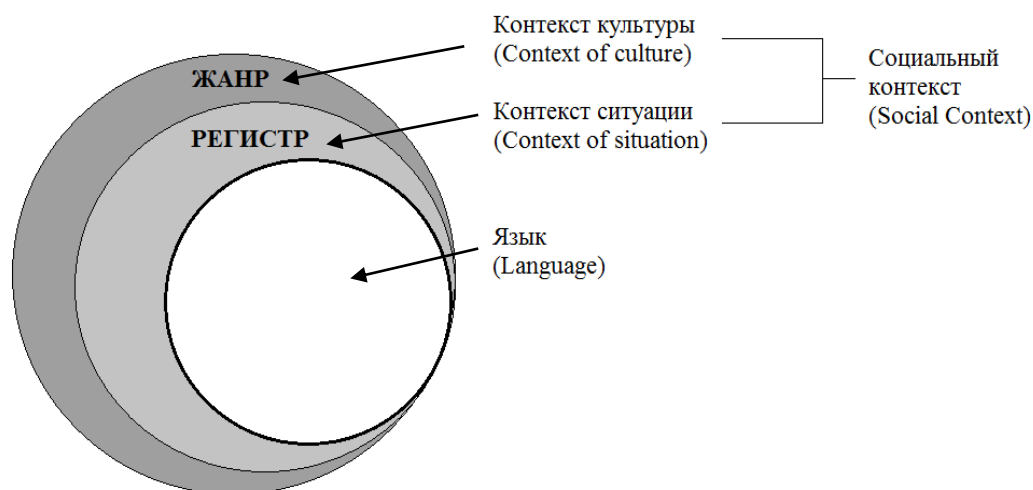 Контекст культуры
(Context of culture)
ЖАНР
Социальный
контекст
(Social Context)
Контекст ситуации
(Context of situation)
РЕГИСТР
Язык
(Language)